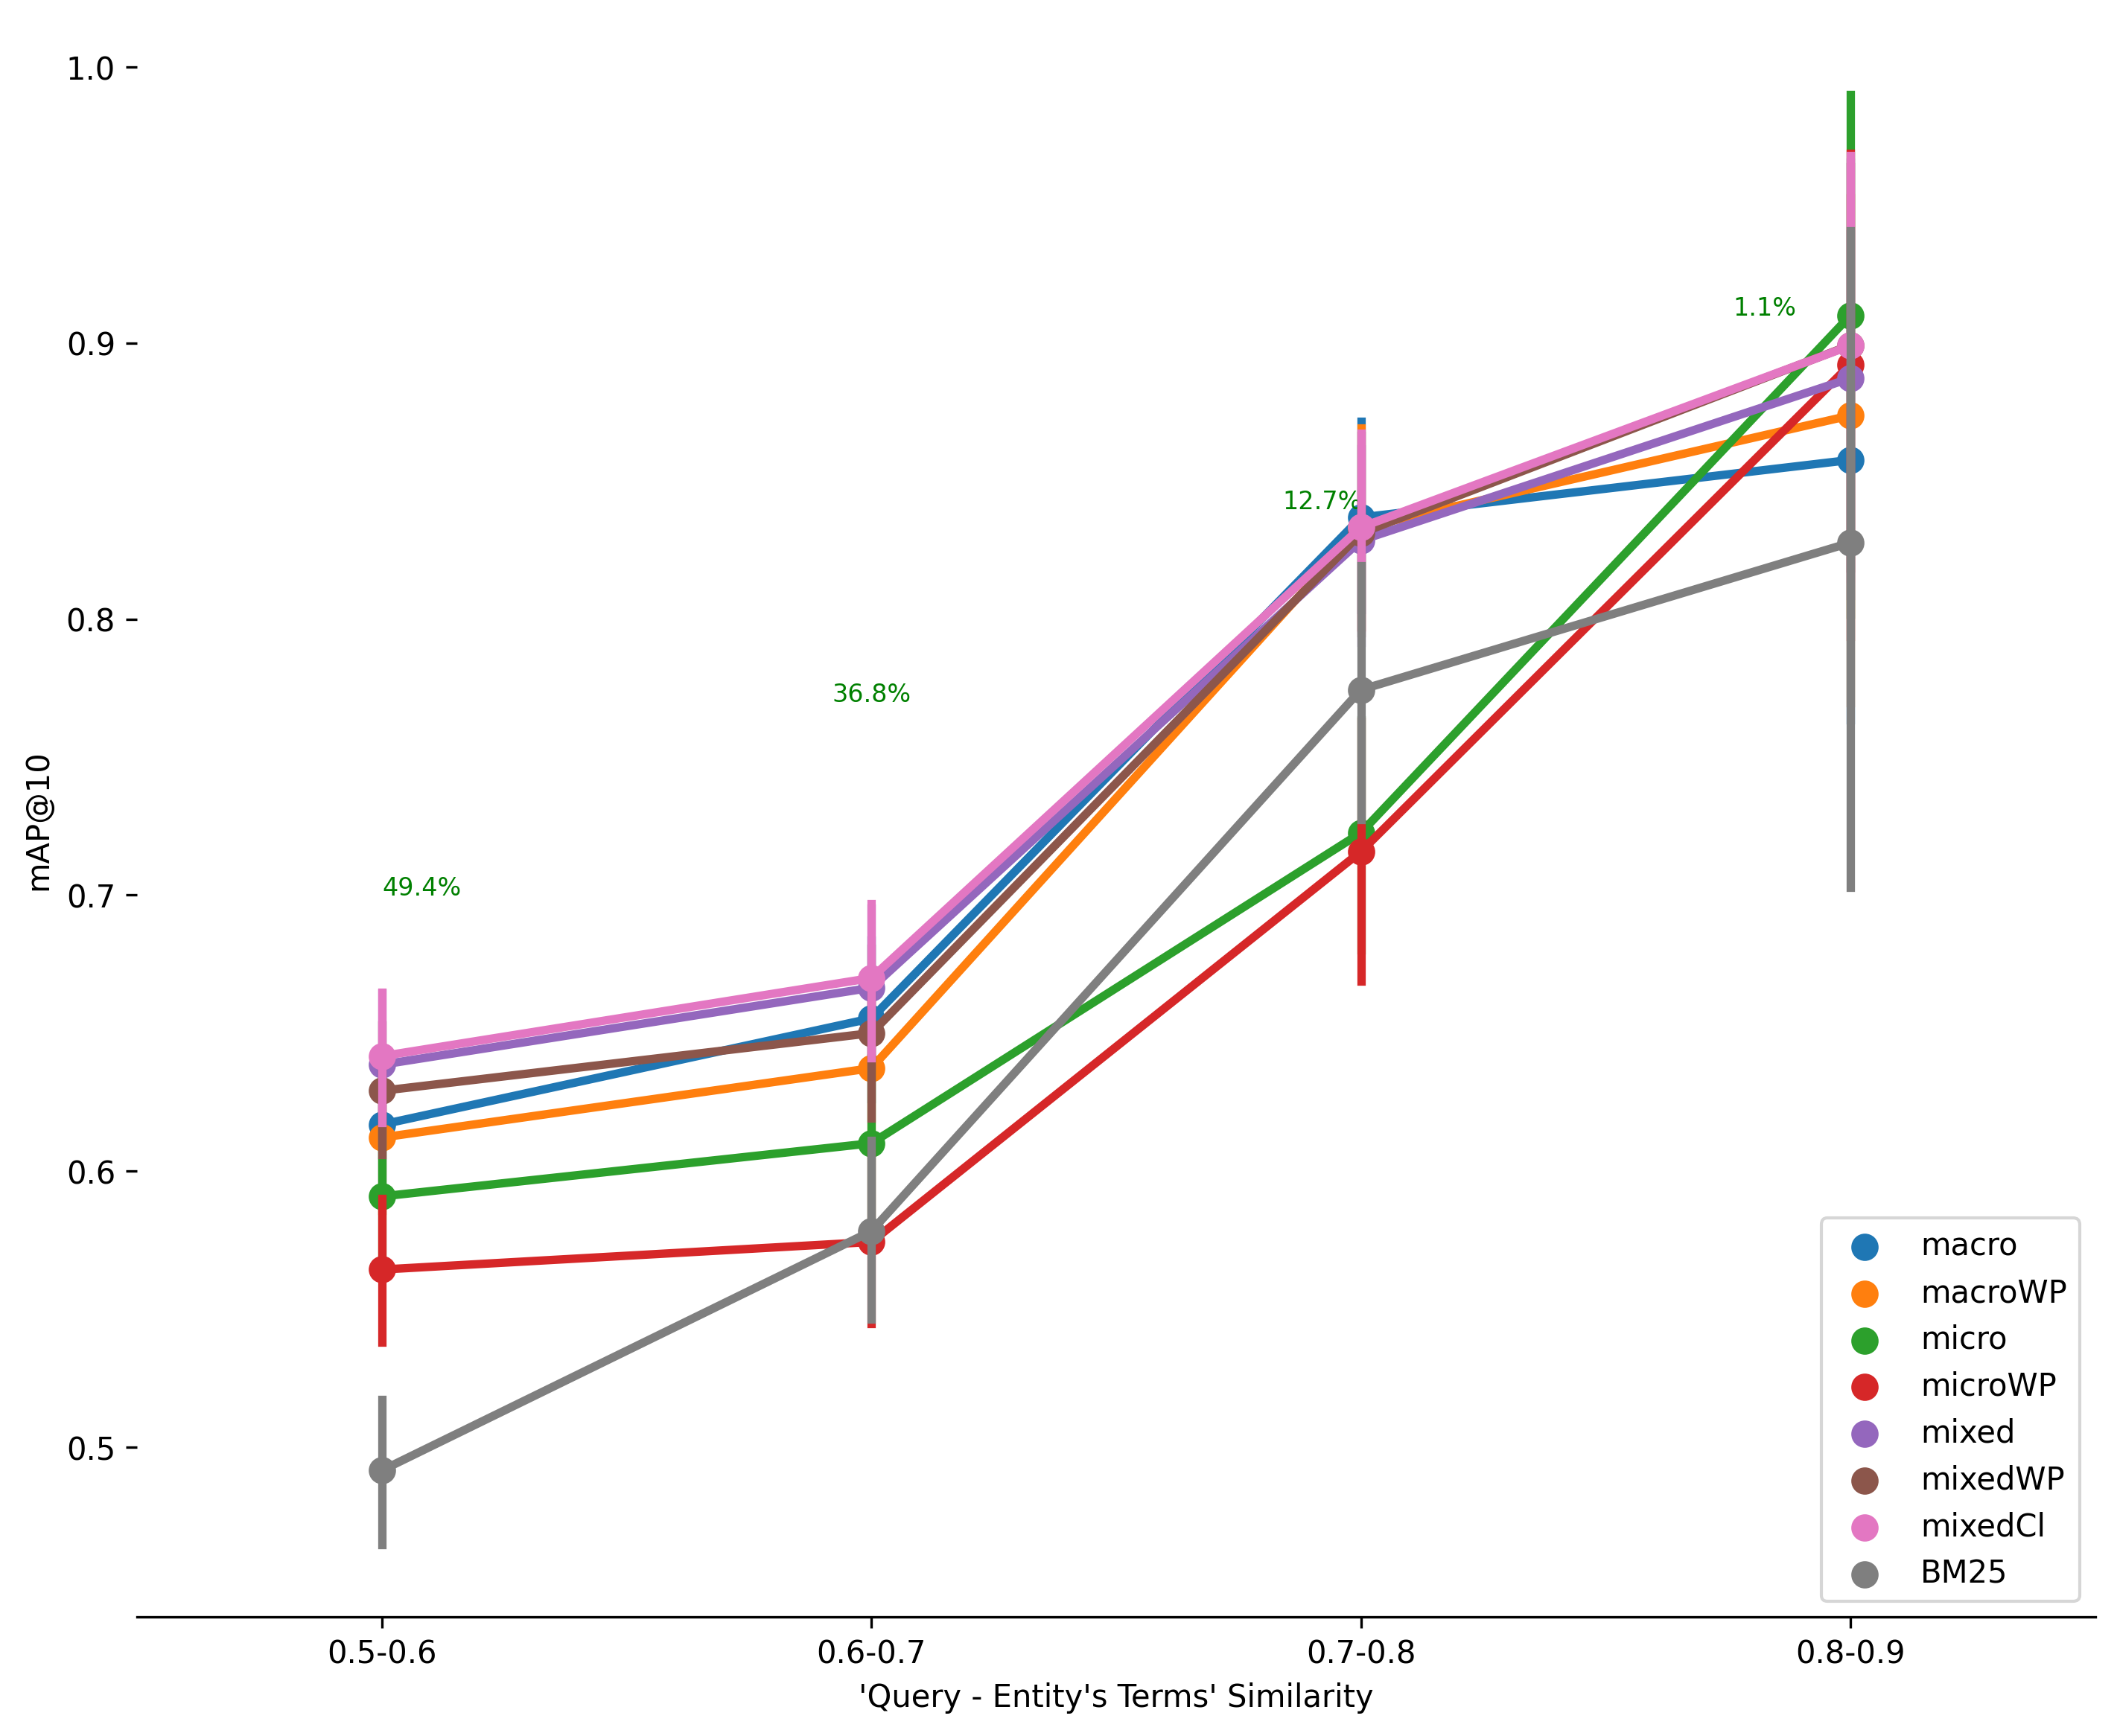 1.0
0.9
0.8
0.7
0.6
0.5
mAP@10
49.4%
36.8%
12.7%
1.1%
0.5-0.6
0.6-0.7
0.7-0.8
0.8-0.9
'Query - Entity's Terms' Similarity
macro
macroWP
micro
microWP
mixed
mixedWP
mixedCl
BM25